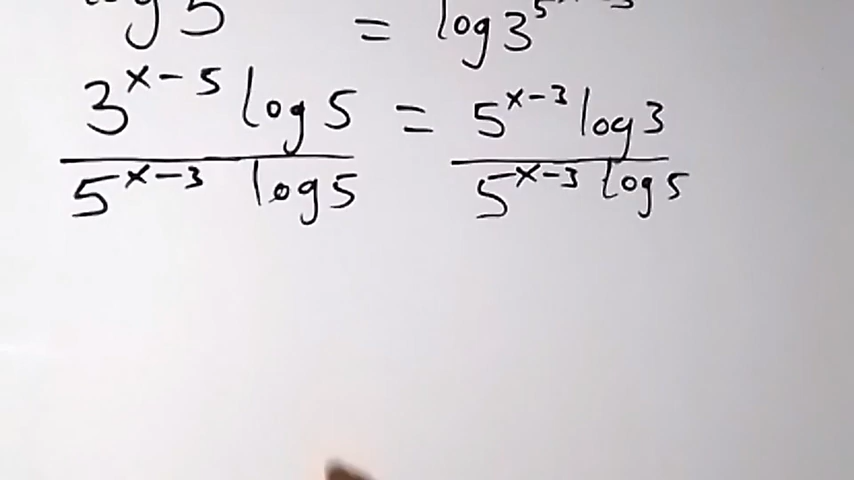 log 5 = log 3^5^x-3
3^x-5 log 5 = 5^x-3 log 3
5^x-3 log 5 5^x-3 log 5